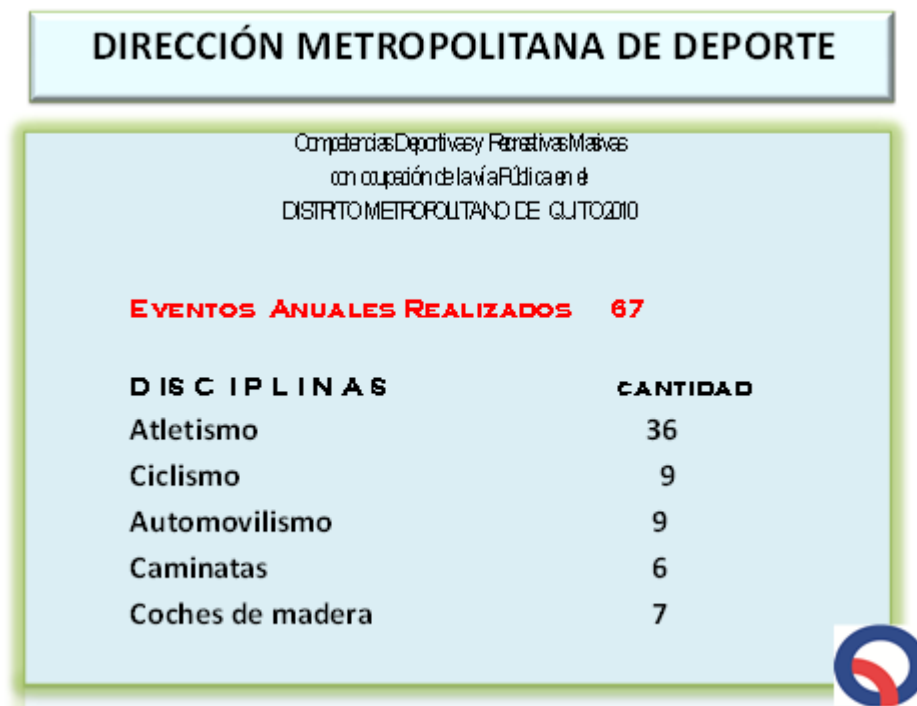 DIRECCIÓN METROPOLITANA DE DEPORTE
Competencias Deportivas y Recreativas Masivas
con ocupación de la vía Pública en el
DISTRITO METROPOLITANO DE QUITO 2010
EVENTOS ANUALES REALIZADOS 67
DISCIPLINAS CANTIDAD
Atletismo 36
Ciclismo 9
Automovilismo 9
Caminatas 6
Coches de madera 7